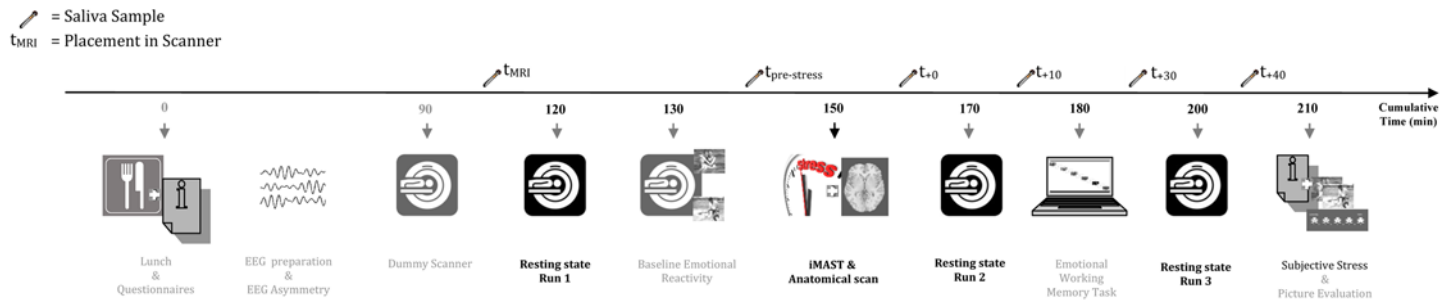 = Saliva Sample
tMRI = Placement in Scanner
tMRI
tpre-stress
t+0
t+10
t+30
t+40
0
90
120
130
150
170
180
200
210
Cumulative
Time (min)
stress
i
i
Lunch
&
Questionnaires
EEG preparation
&
EEG Asymmetry
Dummy Scanner
Resting state
Run 1
Baseline Emotional
Reactivity
iMAST &
Anatomical scan
Resting state
Run 2
Emotional
Working
Memory Task
Resting state
Run 3
Subjective Stress
&
Picture Evaluation